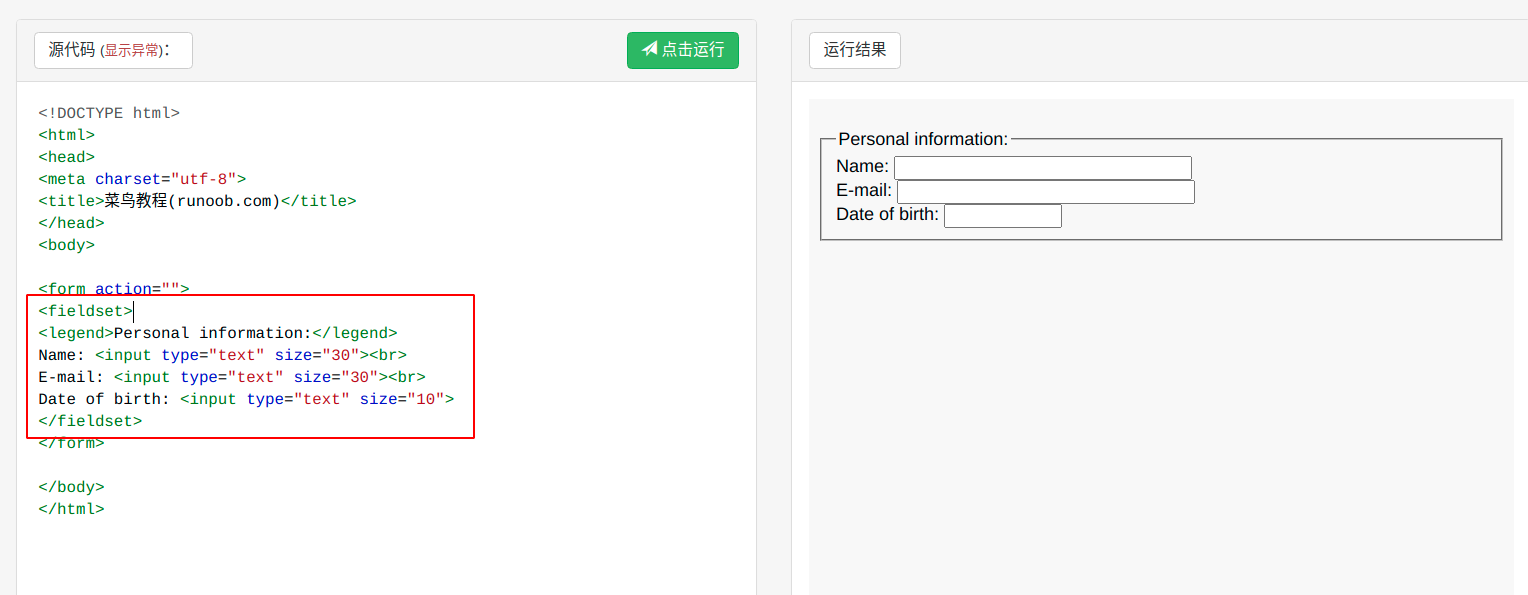 源代码 (显示异常)：
点击运行
<!DOCTYPE html>
<html>
<head>
<meta charset="utf-8">
<title>菜鸟教程(runoob.com)</title>
</head>
<body>
<form action="">
<fieldset>
<legend>Personal information:</legend>
Name: <input type="text" size="30"><br>
E-mail: <input type="text" size="30"><br>
Date of birth: <input type="text" size="10">
</fieldset>
</form>
</body>
</html>
运行结果
Personal information:
Name:
E-mail:
Date of birth: